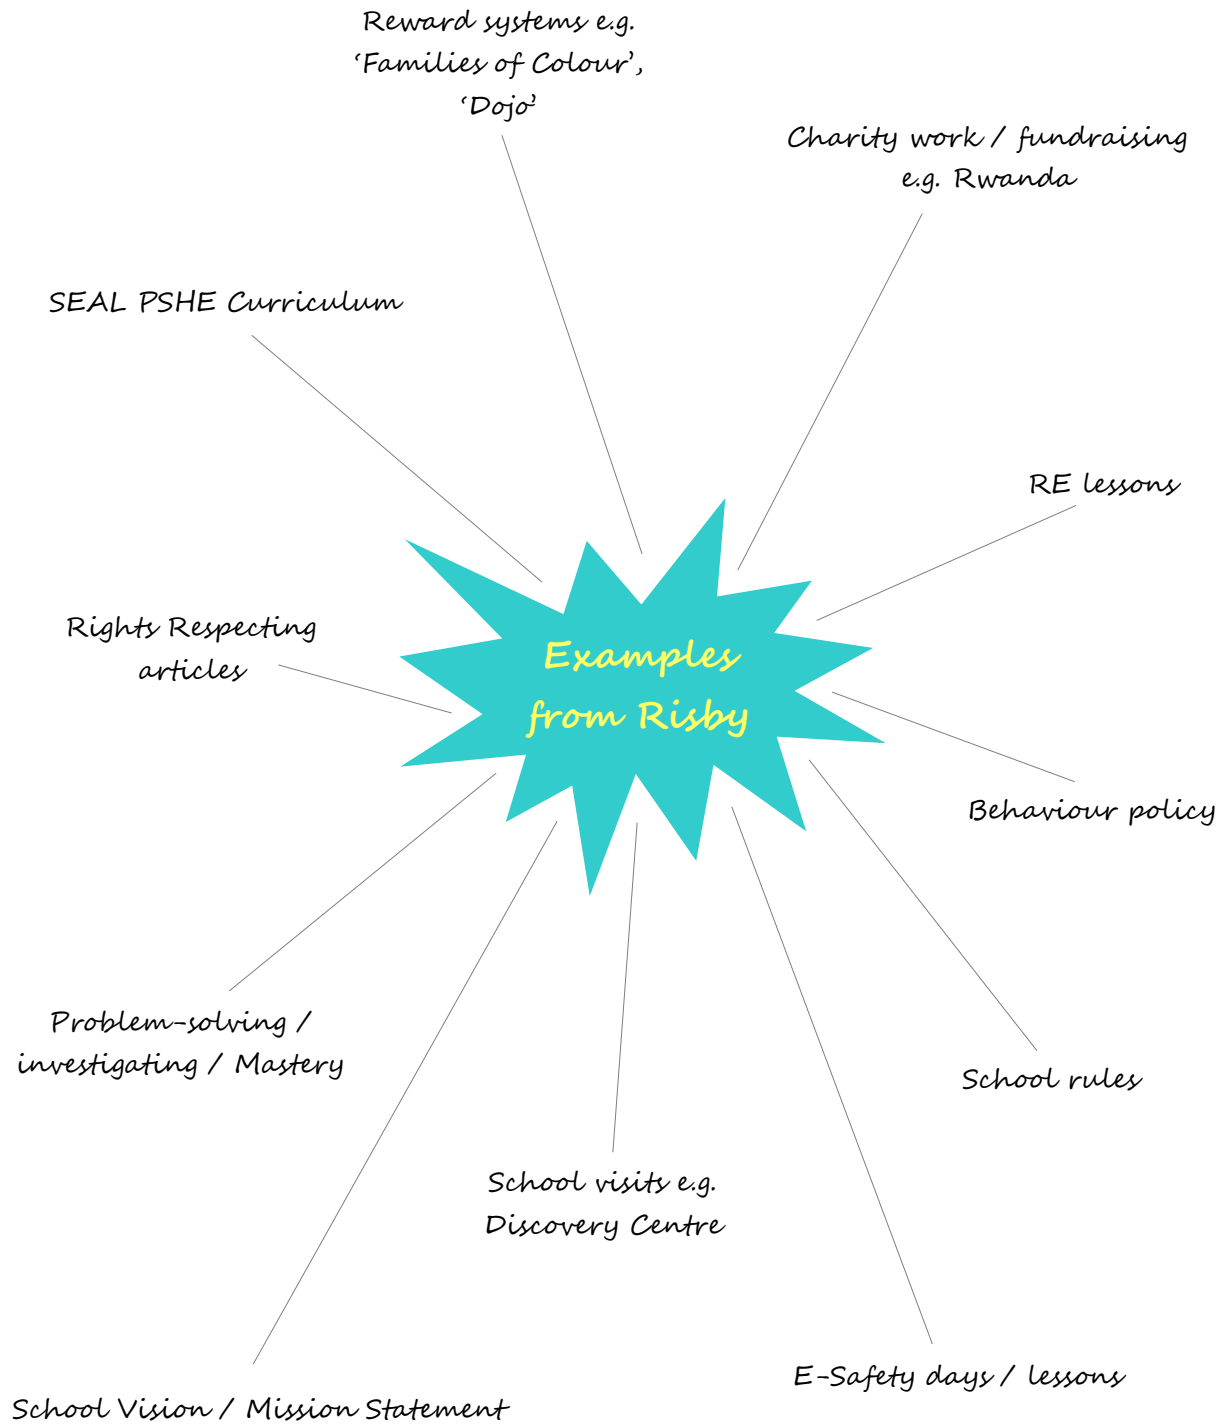 Reward systems e.g.
‘Families of Colour’,
‘Dojo’
Charity work / fundraising
e.g. Rwanda
SEAL PSHE Curriculum
RE lessons
Rights Respecting
articles
Examples
from Risby
Behaviour policy
Problem-solving /
investigating / Mastery
School rules
School visits e.g.
Discovery Centre
E-Safety days / lessons
School Vision / Mission Statement